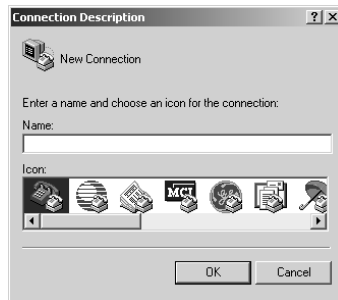 Connection Description
New Connection
Enter a name and choose an icon for the connection:
Name:
Icon:
MCI
OK
Cancel